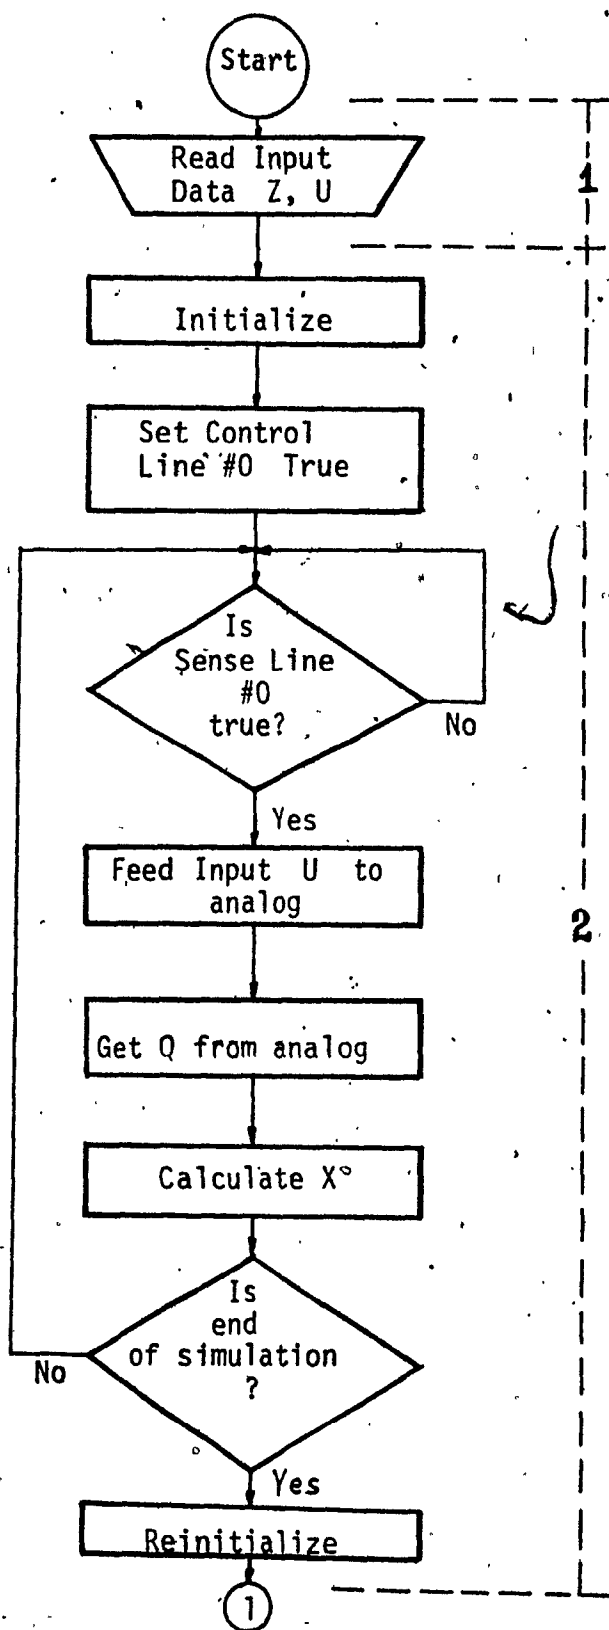 Start
Read Input
Data Z, U
1
Initialize
Set Control
Line #0 True
Is
Sense Line
#0
true?
No
Yes
Feed Input U to
analog
2
Get Q from analog
Calculate X
Is
end
of simulation
?
No
Yes
Reinitialize
1